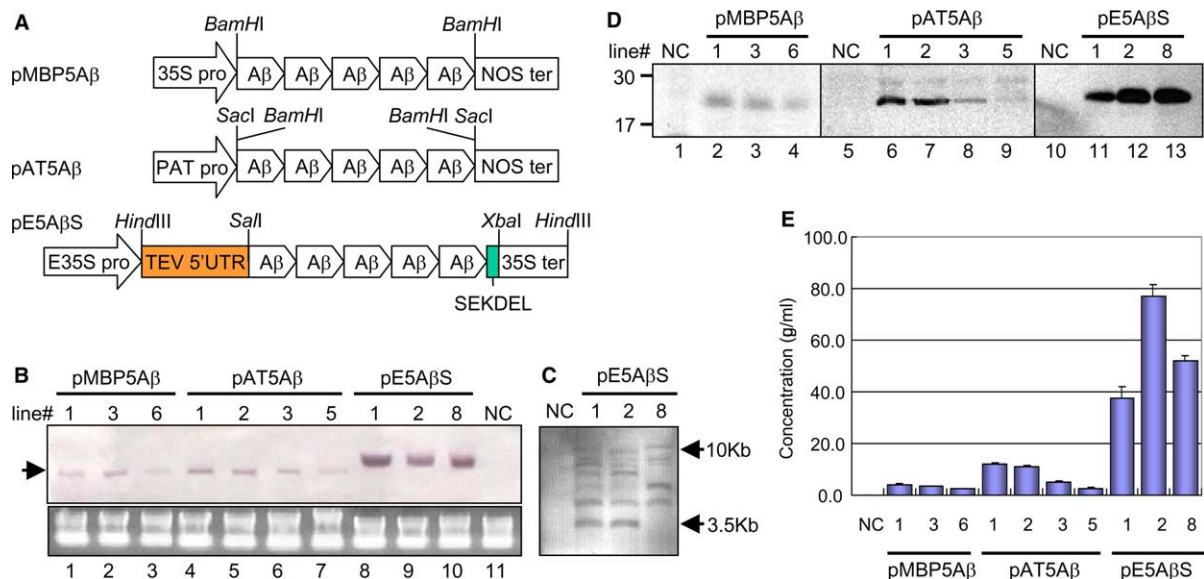 A
BamHI BamHI
pMBP5Aβ
35S pro Aβ Aβ Aβ Aβ Aβ NOS ter
SacI BamHI BamHI SacI
pAT5Aβ
PAT pro Aβ Aβ Aβ Aβ Aβ NOS ter
pE5AβS
HindIII SalI XbaI HindIII
E35S pro TEV 5'UTR Aβ Aβ Aβ Aβ Aβ 35S ter
SEKDEL
B
pMBP5Aβ pAT5Aβ pE5AβS
line# 1 3 6 1 2 3 5 1 2 8 NC
1 2 3 4 5 6 7 8 9 10 11
C
pE5AβS
NC 1 2 8
10Kb
3.5Kb
D
pMBP5Aβ pAT5Aβ pE5AβS
line# NC 1 3 6 NC 1 2 3 5 NC 1 2 8
30
17
1 2 3 4 5 6 7 8 9 10 11 12 13
E
Concentration (g/ml)
100.0
80.0
60.0
40.0
20.0
0.0
NC 1 3 6 1 2 3 5 1 2 8
pMBP5Aβ pAT5Aβ pE5AβS